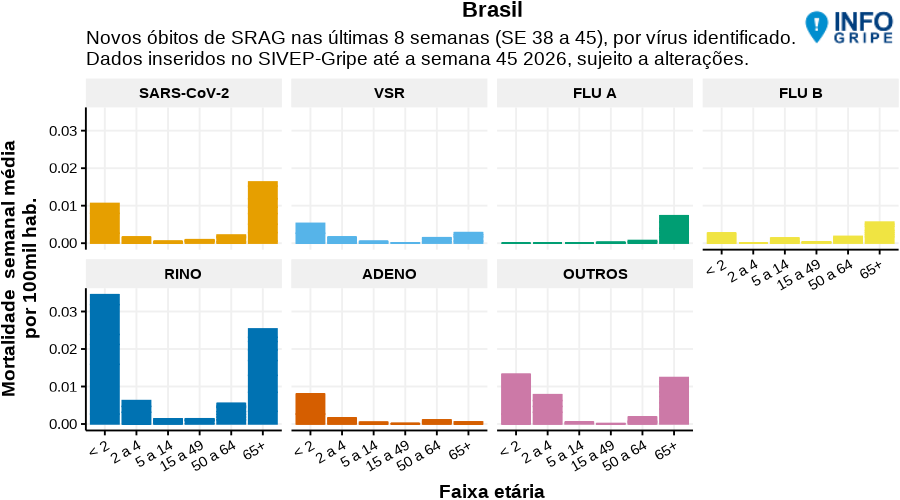 Brasil
INFO
GRIPE
Novos óbitos de SRAG nas últimas 8 semanas (SE 38 a 45), por vírus identificado.
Dados inseridos no SIVEP-Gripe até a semana 45 2026, sujeito a alterações.
SARS-CoV-2 VSR FLU A FLU B
0.03
0.02
0.01
0.00
< 2 2 a 4 5 a 14 15 a 49 50 a 64 65+
RINO ADENO OUTROS
0.03
0.02
0.01
0.00
< 2 2 a 4 5 a 14 15 a 49 50 a 64 65+ < 2 2 a 4 5 a 14 15 a 49 50 a 64 65+ < 2 2 a 4 5 a 14 15 a 49 50 a 64 65+
Mortalidade semanal média
por 100mil hab.
Faixa etária